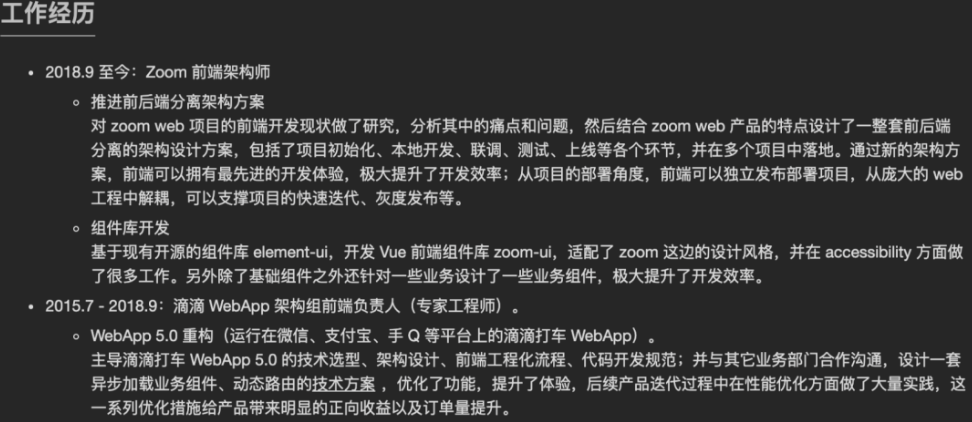 工作经历
2018.9 至今：Zoom 前端架构师
推进前后端分离架构方案
对 zoom web 项目的前端开发现状做了研究，分析其中的痛点和问题，然后结合 zoom web 产品的特点设计了一整套前后端
分离的架构设计方案，包括了项目初始化、本地开发、联调、测试、上线等各个环节，并在多个项目中落地。通过新的架构方
案，前端可以拥有最先进的开发体验，极大提升了开发效率；从项目的部署角度，前端可以独立发布部署项目，从庞大的 web
工程中解耦，可以支撑项目的快速迭代、灰度发布等。
组件库开发
基于现有开源的组件库 element-ui，开发 Vue 前端组件库 zoom-ui，适配了 zoom 这边的设计风格，并在 accessibility 方面做
了很多工作。另外除了基础组件之外还针对一些业务设计了一些业务组件，极大提升了开发效率。
2015.7 - 2018.9：滴滴 WebApp 架构组前端负责人（专家工程师）。
WebApp 5.0 重构（运行在微信、支付宝、手 Q 等平台上的滴滴打车 WebApp）。
主导滴滴打车 WebApp 5.0 的技术选型、架构设计、前端工程化流程、代码开发规范；并与其它业务部门合作沟通，设计一套
异步加载业务组件、动态路由的技术方案 ，优化了功能，提升了体验，后续产品迭代过程中在性能优化方面做了大量实践，这
一系列优化措施给产品带来明显的正向收益以及订单量提升。